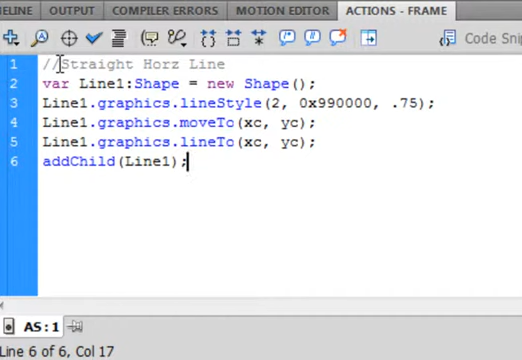 ELINE OUTPUT COMPILER ERRORS MOTION EDITOR ACTIONS - FRAME
Code Snip
1 //Straight Horz Line
2 var Line1:Shape = new Shape();
3 Line1.graphics.lineStyle(2, 0x990000, .75);
4 Line1.graphics.moveTo(xc, yc);
5 Line1.graphics.lineTo(xc, yc);
6 addChild(Line1);
AS:1
Line 6 of 6, Col 17